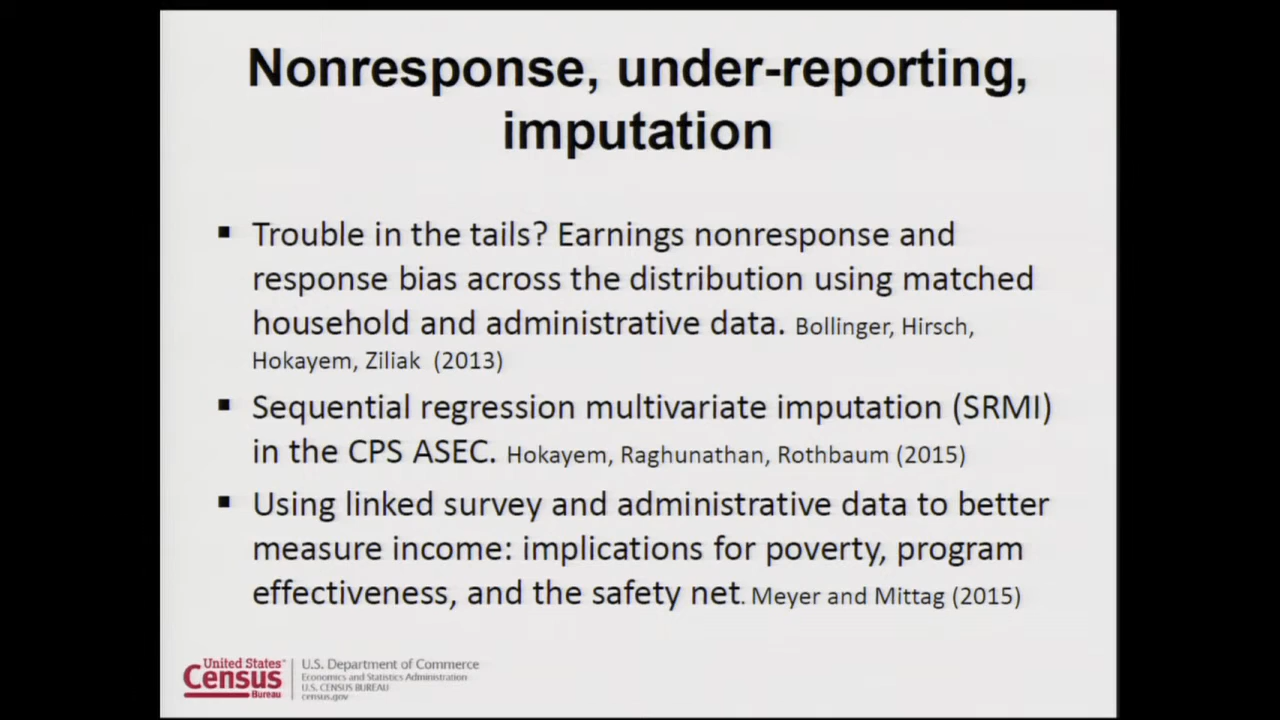 Nonresponse, under-reporting,
imputation
▪ Trouble in the tails? Earnings nonresponse and
response bias across the distribution using matched
household and administrative data. Bollinger, Hirsch,
Hokayem, Ziliak (2013)
▪ Sequential regression multivariate imputation (SRMI)
in the CPS ASEC. Hokayem, Raghunathan, Rothbaum (2015)
▪ Using linked survey and administrative data to better
measure income: implications for poverty, program
effectiveness, and the safety net. Meyer and Mittag (2015)
United States™
Census
Bureau
U.S. Department of Commerce
Economics and Statistics Administration
U.S. CENSUS BUREAU
census.gov